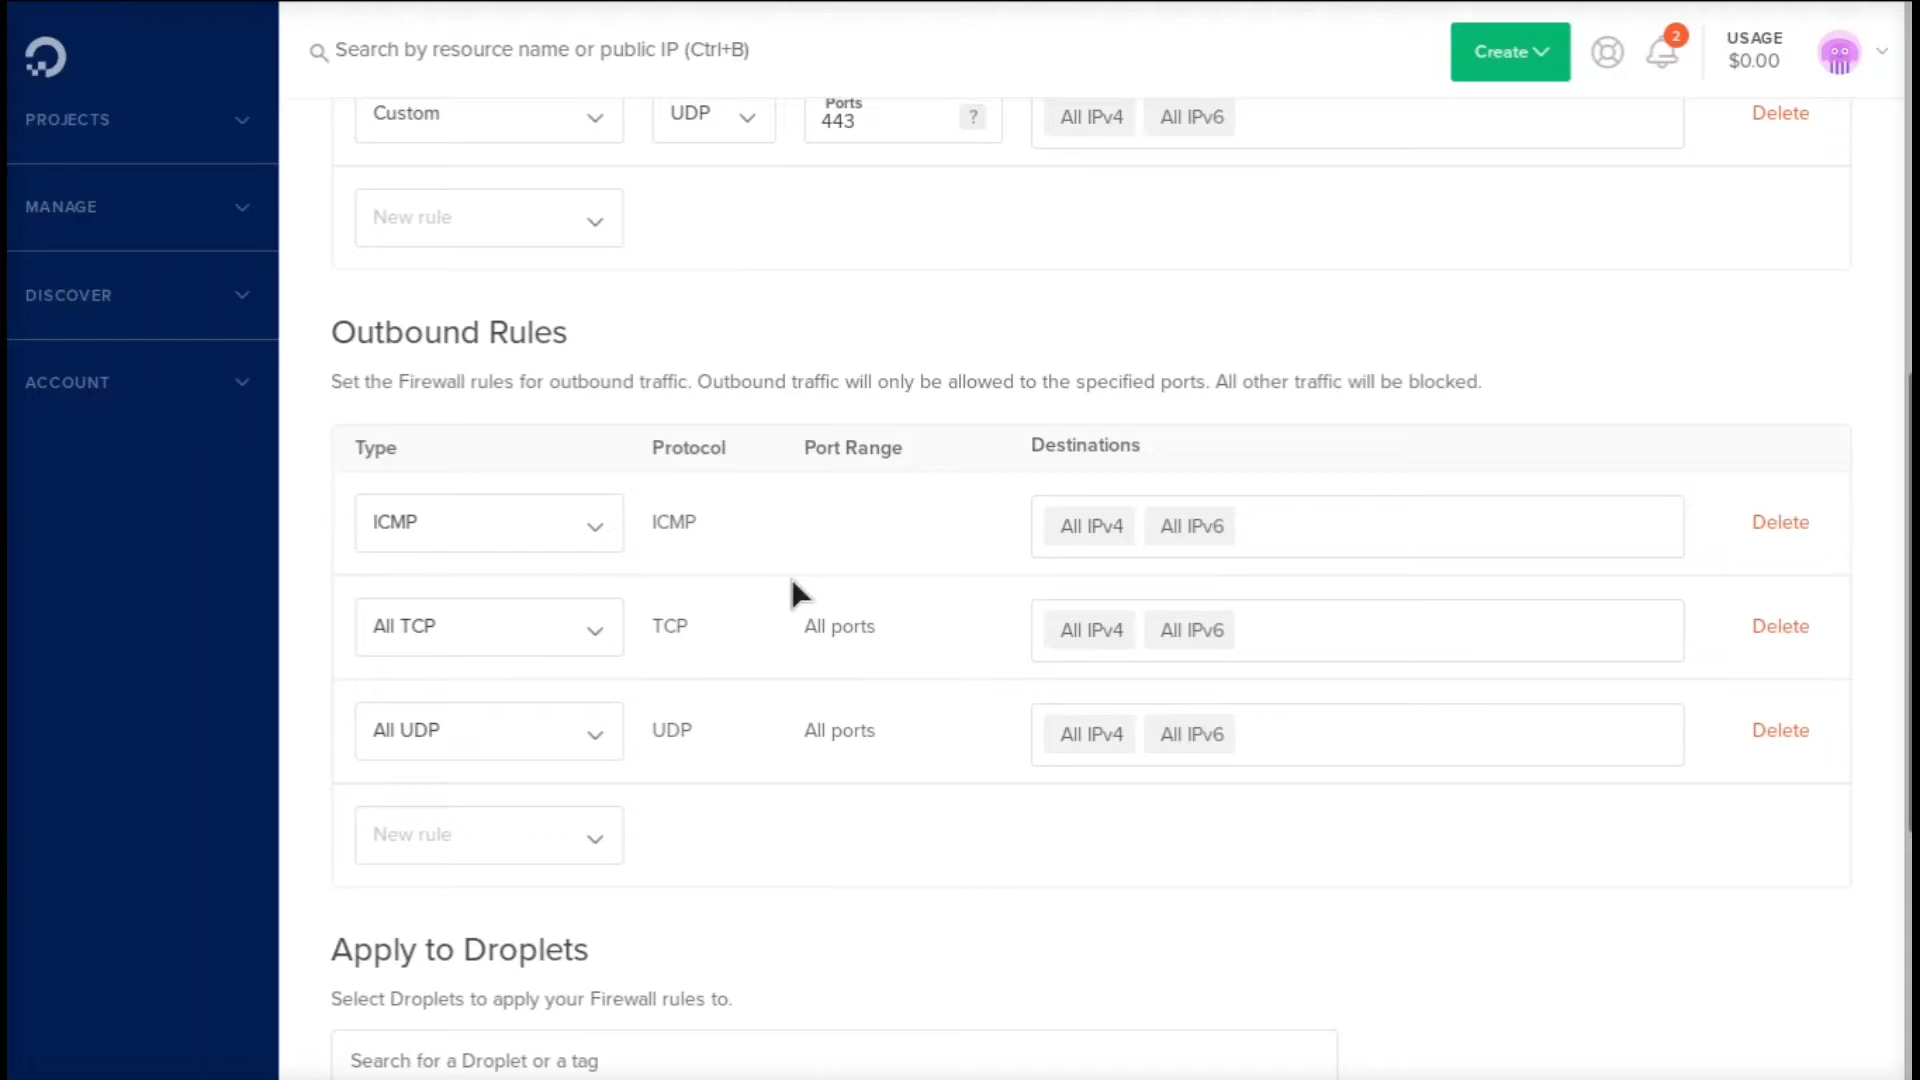 Search by resource name or public IP (Ctrl+B)
Create
2
USAGE
$0.00
PROJECTS
MANAGE
DISCOVER
ACCOUNT
Custom
UDP
Ports
443
?
All IPv4 All IPv6
Delete
New rule
Outbound Rules
Set the Firewall rules for outbound traffic. Outbound traffic will only be allowed to the specified ports. All other traffic will be blocked.
Type Protocol Port Range Destinations
ICMP ICMP All IPv4 All IPv6 Delete
All TCP TCP All ports All IPv4 All IPv6 Delete
All UDP UDP All ports All IPv4 All IPv6 Delete
New rule
Apply to Droplets
Select Droplets to apply your Firewall rules to.
Search for a Droplet or a tag